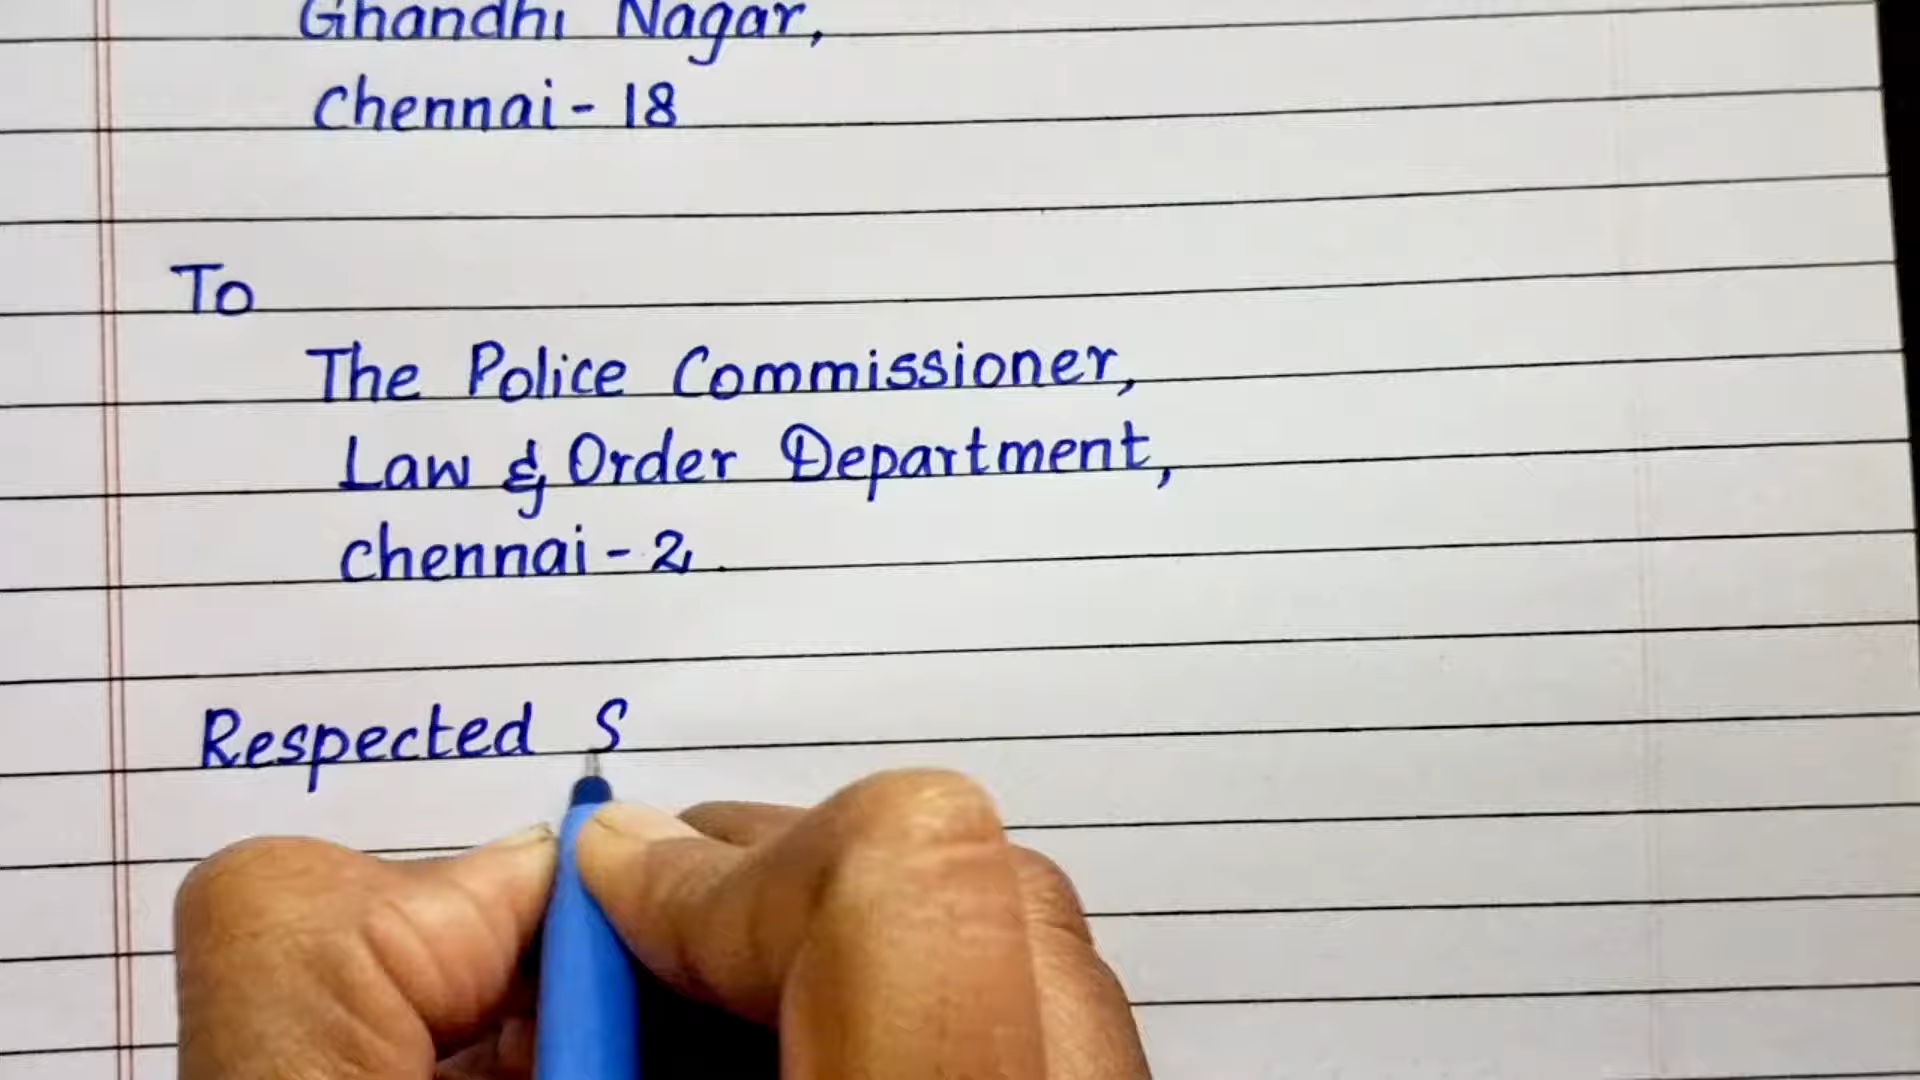 Ghandhi Nagar,
Chennai - 18
To
The Police Commissioner,
Law & Order Department,
Chennai - 2.
Respected S